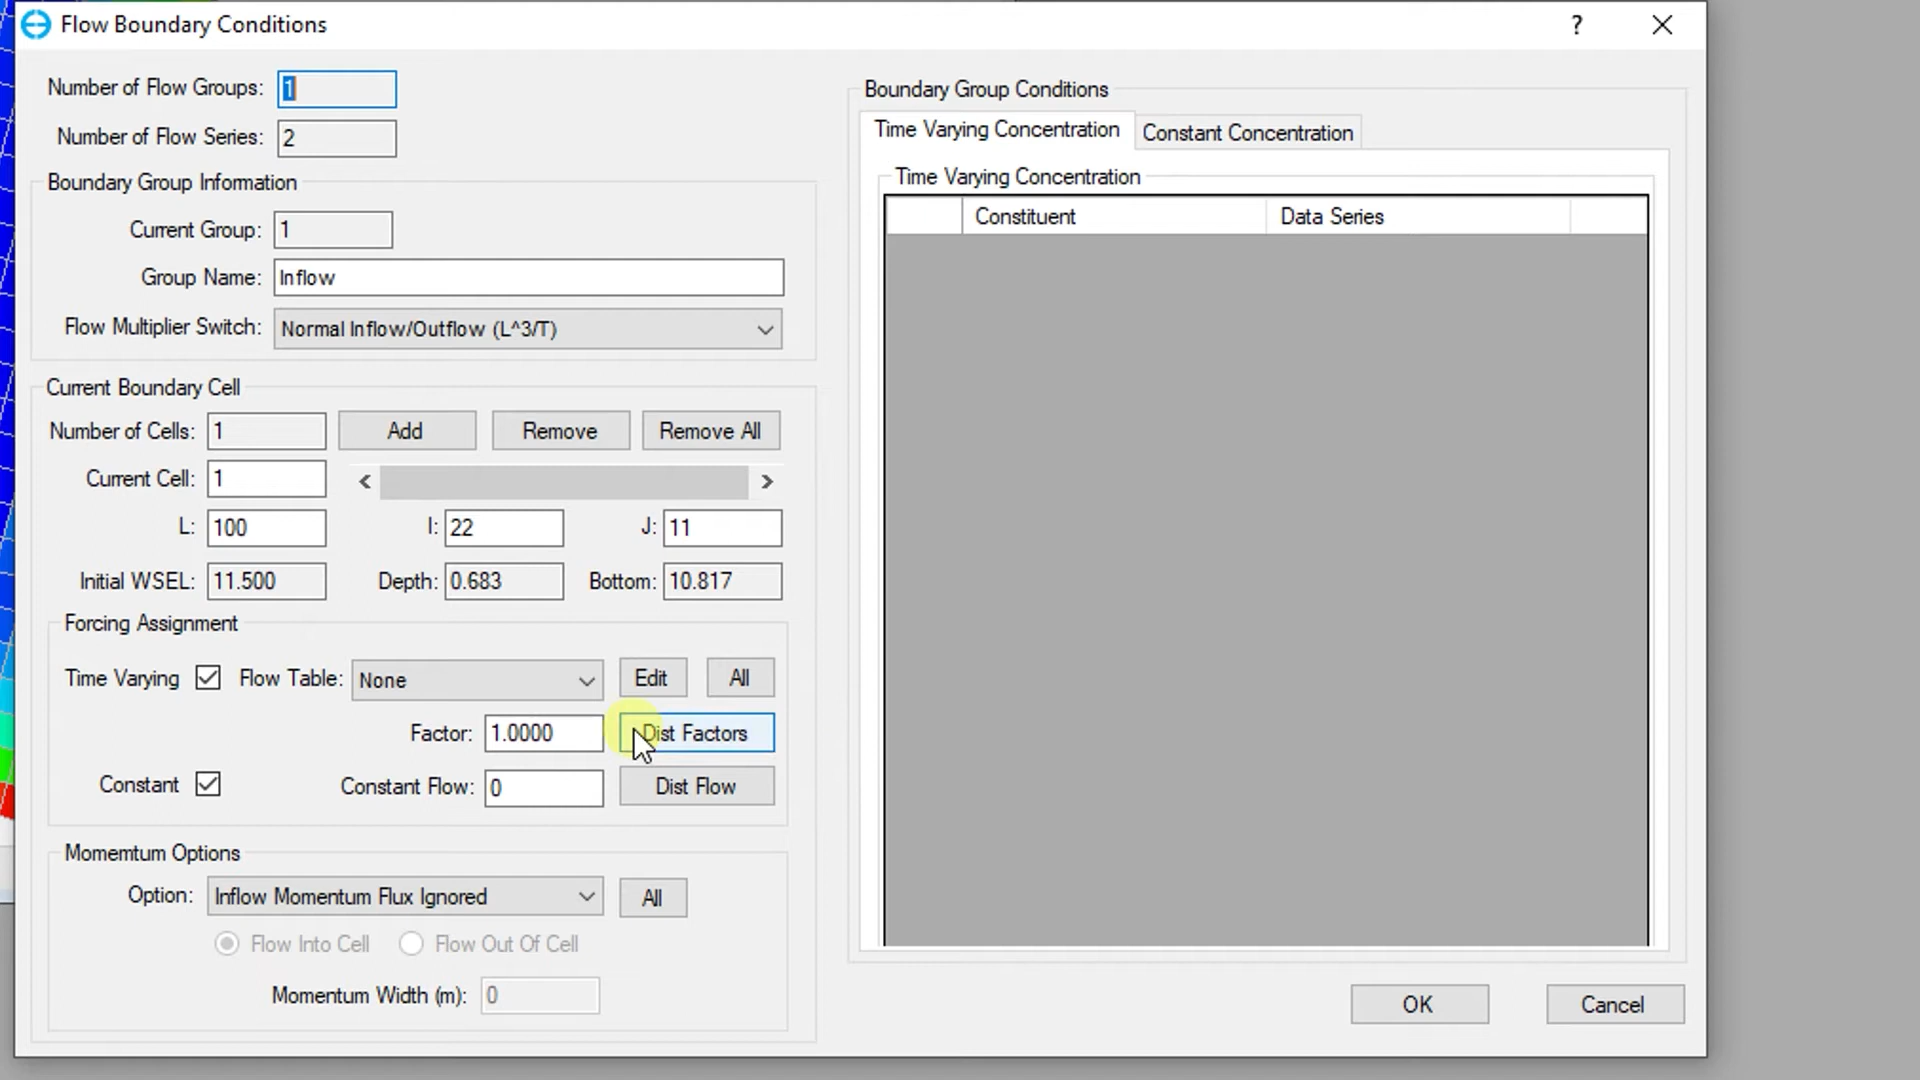 Flow Boundary Conditions
?
Number of Flow Groups: 1
Number of Flow Series: 2
Boundary Group Information
Current Group: 1
Group Name: Inflow
Flow Multiplier Switch: Normal Inflow/Outflow (L^3/T)
Current Boundary Cell
Number of Cells: 1 Add Remove Remove All
Current Cell: 1 < >
L: 100 I: 22 J: 11
Initial WSEL: 11.500 Depth: 0.683 Bottom: 10.817
Forcing Assignment
Time Varying Flow Table: None Edit All
Factor: 1.0000 Dist Factors
Constant Constant Flow: 0 Dist Flow
Momemtum Options
Option: Inflow Momentum Flux Ignored All
Flow Into Cell Flow Out Of Cell
Momentum Width (m): 0
Boundary Group Conditions
Time Varying Concentration Constant Concentration
Time Varying Concentration
Constituent Data Series
OK Cancel